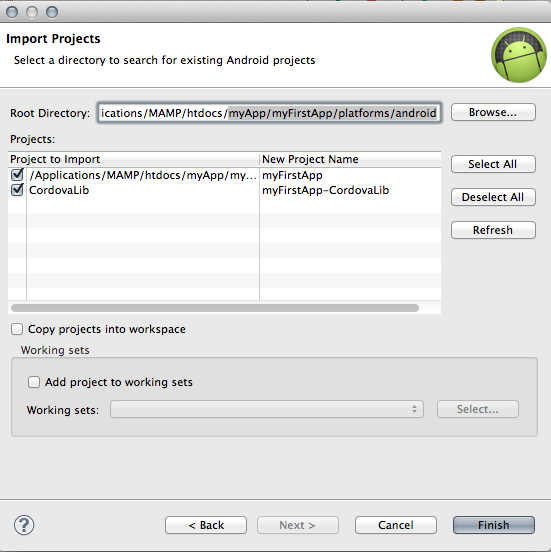 Import Projects
Select a directory to search for existing Android projects
Root Directory: ications/MAMP/htdocs/myApp/myFirstApp/platforms/android Browse...
Projects:
Project to Import New Project Name
/Applications/MAMP/htdocs/myApp/my... myFirstApp
CordovaLib myFirstApp-CordovaLib
Select All
Deselect All
Refresh
Copy projects into workspace
Working sets
Add project to working sets
Working sets: Select...
? < Back Next > Cancel Finish